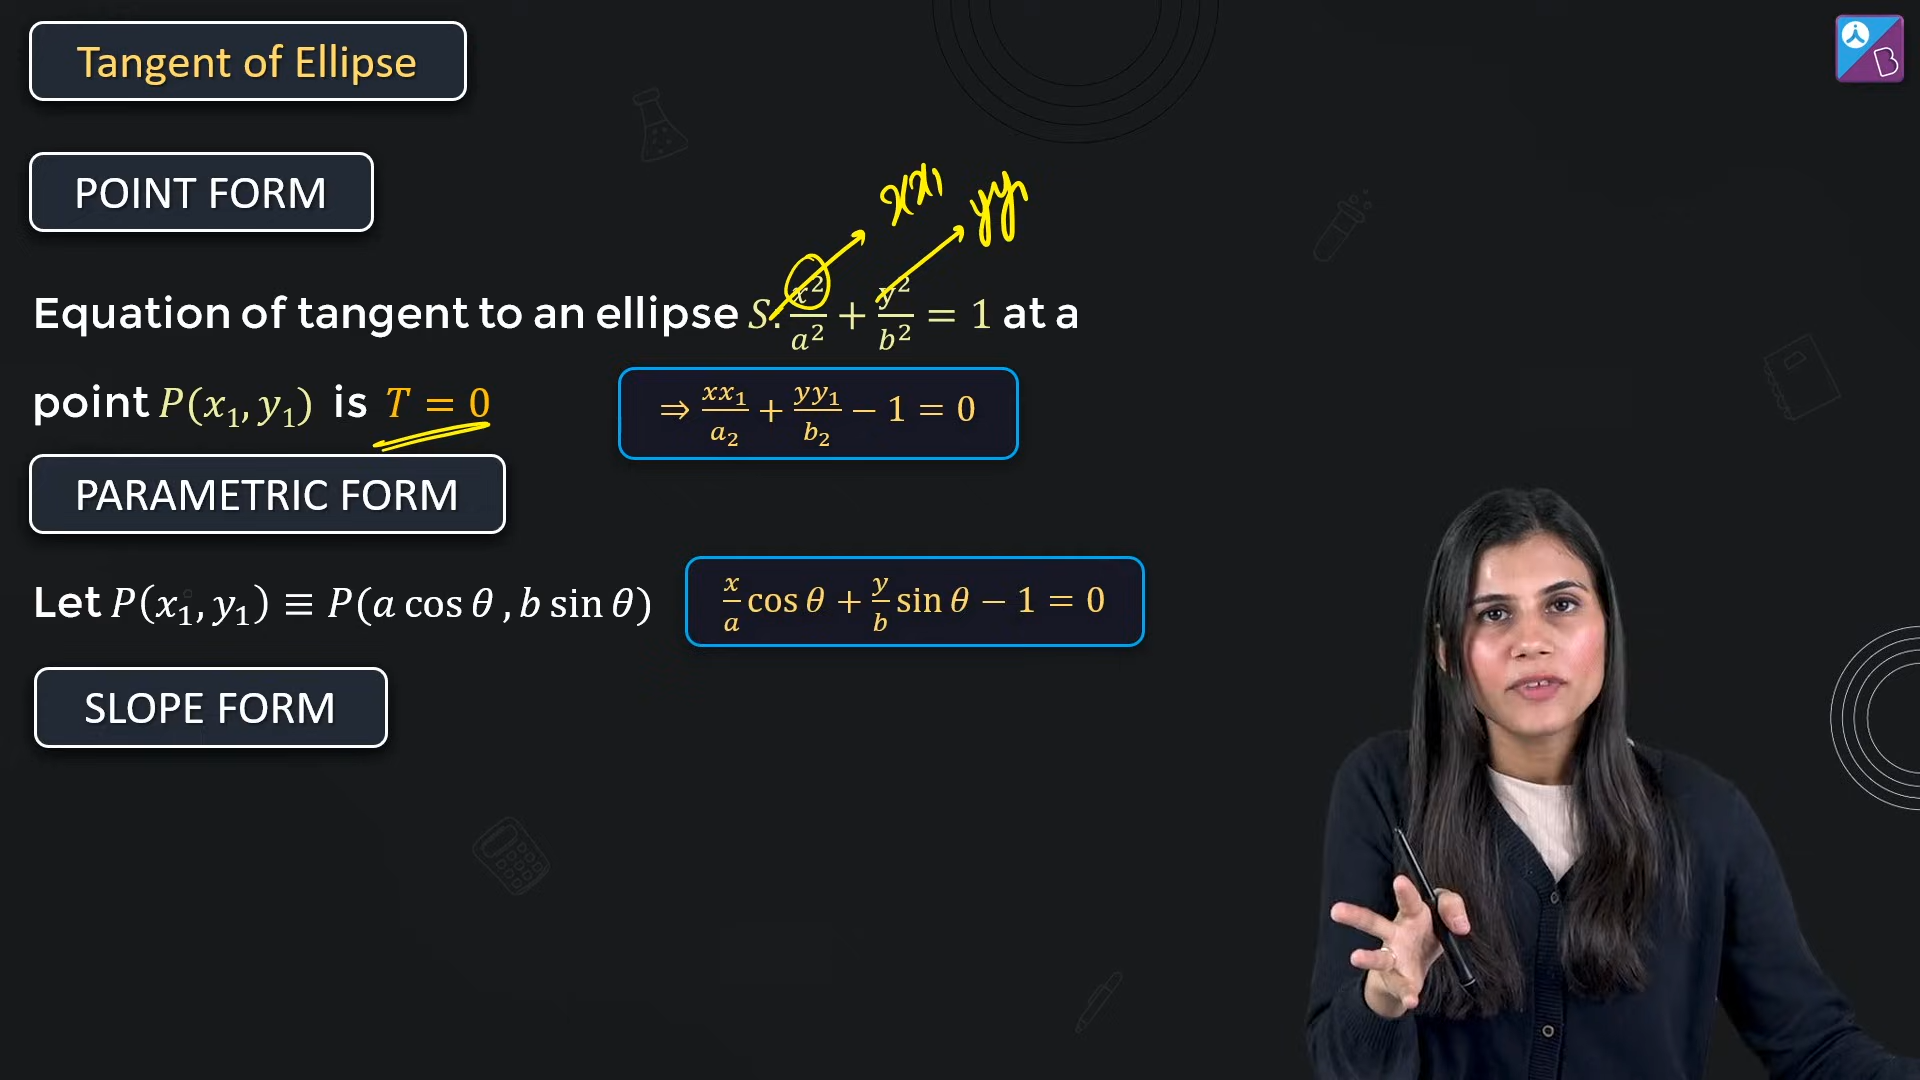 Tangent of Ellipse
POINT FORM
xx₁ yy₁
Equation of tangent to an ellipse S: x²/a² + y²/b² = 1 at a
point P(x₁, y₁) is T = 0
⇒ xx₁/a₂ + yy₁/b₂ − 1 = 0
PARAMETRIC FORM
Let P(x₁, y₁) ≡ P(a cos θ , b sin θ)
x/a cos θ + y/b sin θ − 1 = 0
SLOPE FORM
B